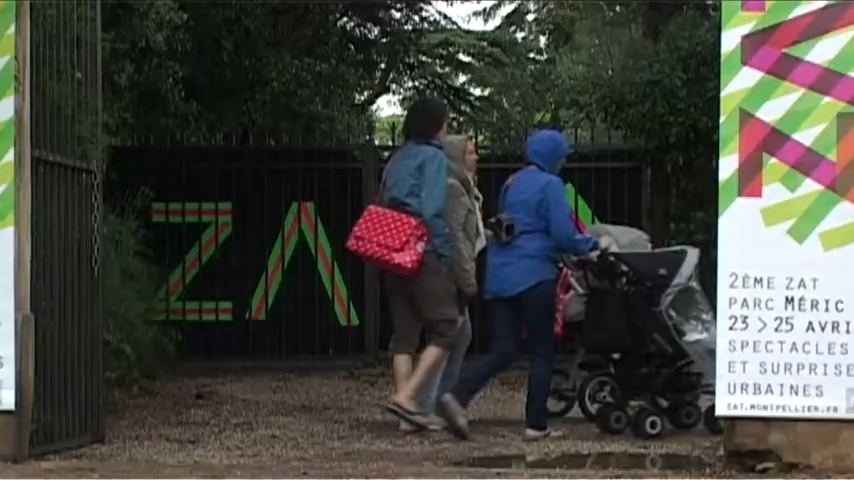 ZA
2ÈME ZAT
PARC MÉRIC
23 > 25 AVRI
SPECTACLES
ET SURPRISE
URBAINES
ZAT.MONTPELLIER.FR